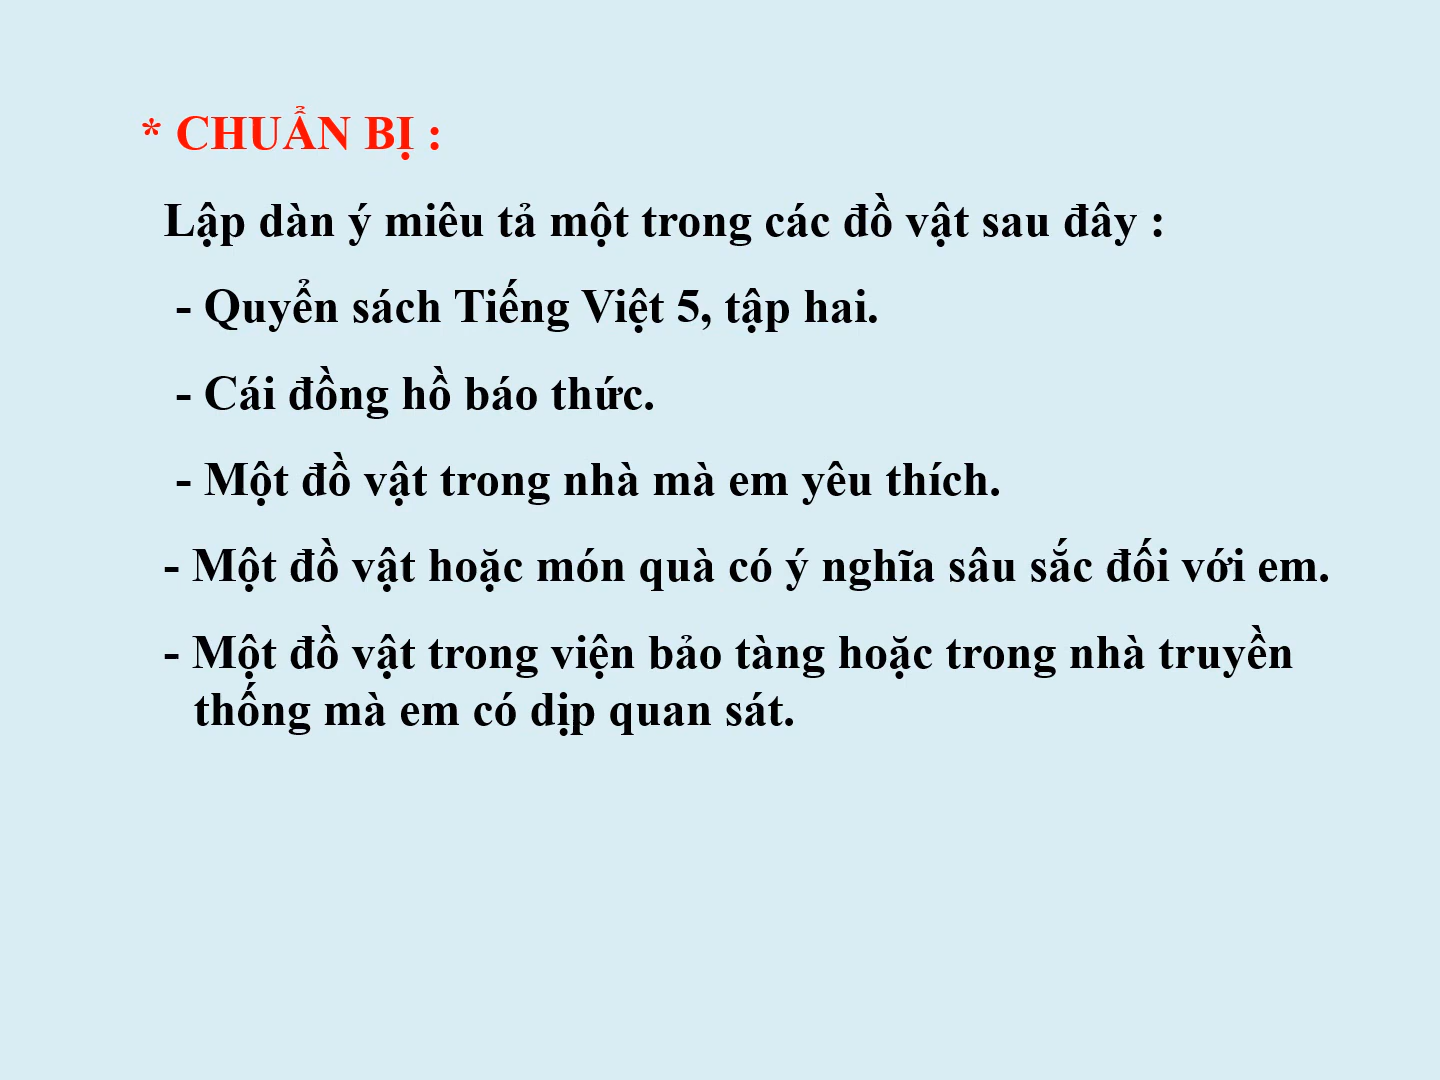 * CHUẨN BỊ :
Lập dàn ý miêu tả một trong các đồ vật sau đây :
- Quyển sách Tiếng Việt 5, tập hai.
- Cái đồng hồ báo thức.
- Một đồ vật trong nhà mà em yêu thích.
- Một đồ vật hoặc món quà có ý nghĩa sâu sắc đối với em.
- Một đồ vật trong viện bảo tàng hoặc trong nhà truyền
thống mà em có dịp quan sát.